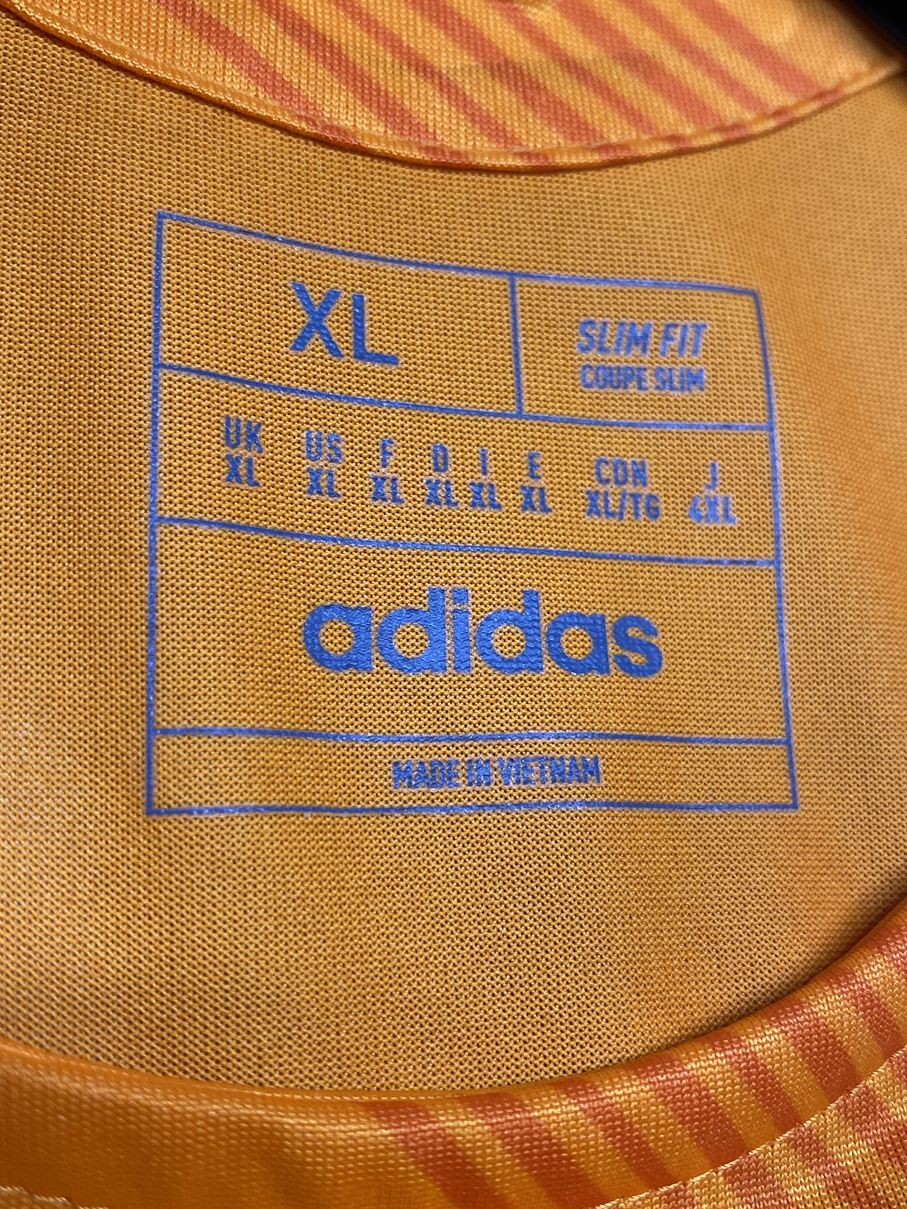 XL
SLIM FIT
COUPE SLIM
UK US F D I E CDN J
XL XL XL XL XL XL XL/TG 4XL
adidas
MADE IN VIETNAM